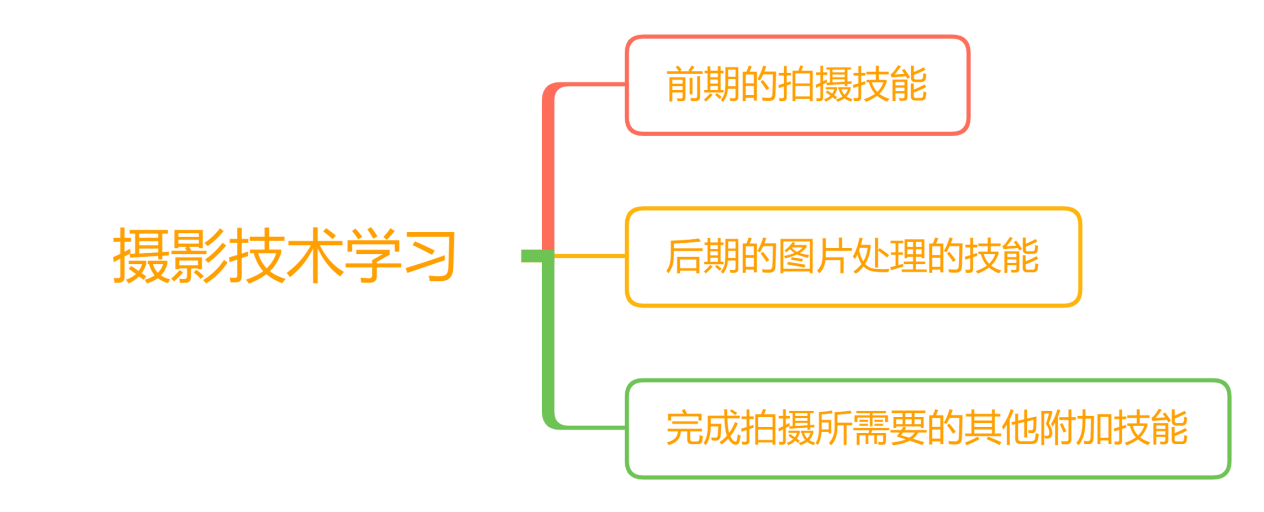 摄影技术学习
前期的拍摄技能
后期的图片处理的技能
完成拍摄所需要的其他附加技能